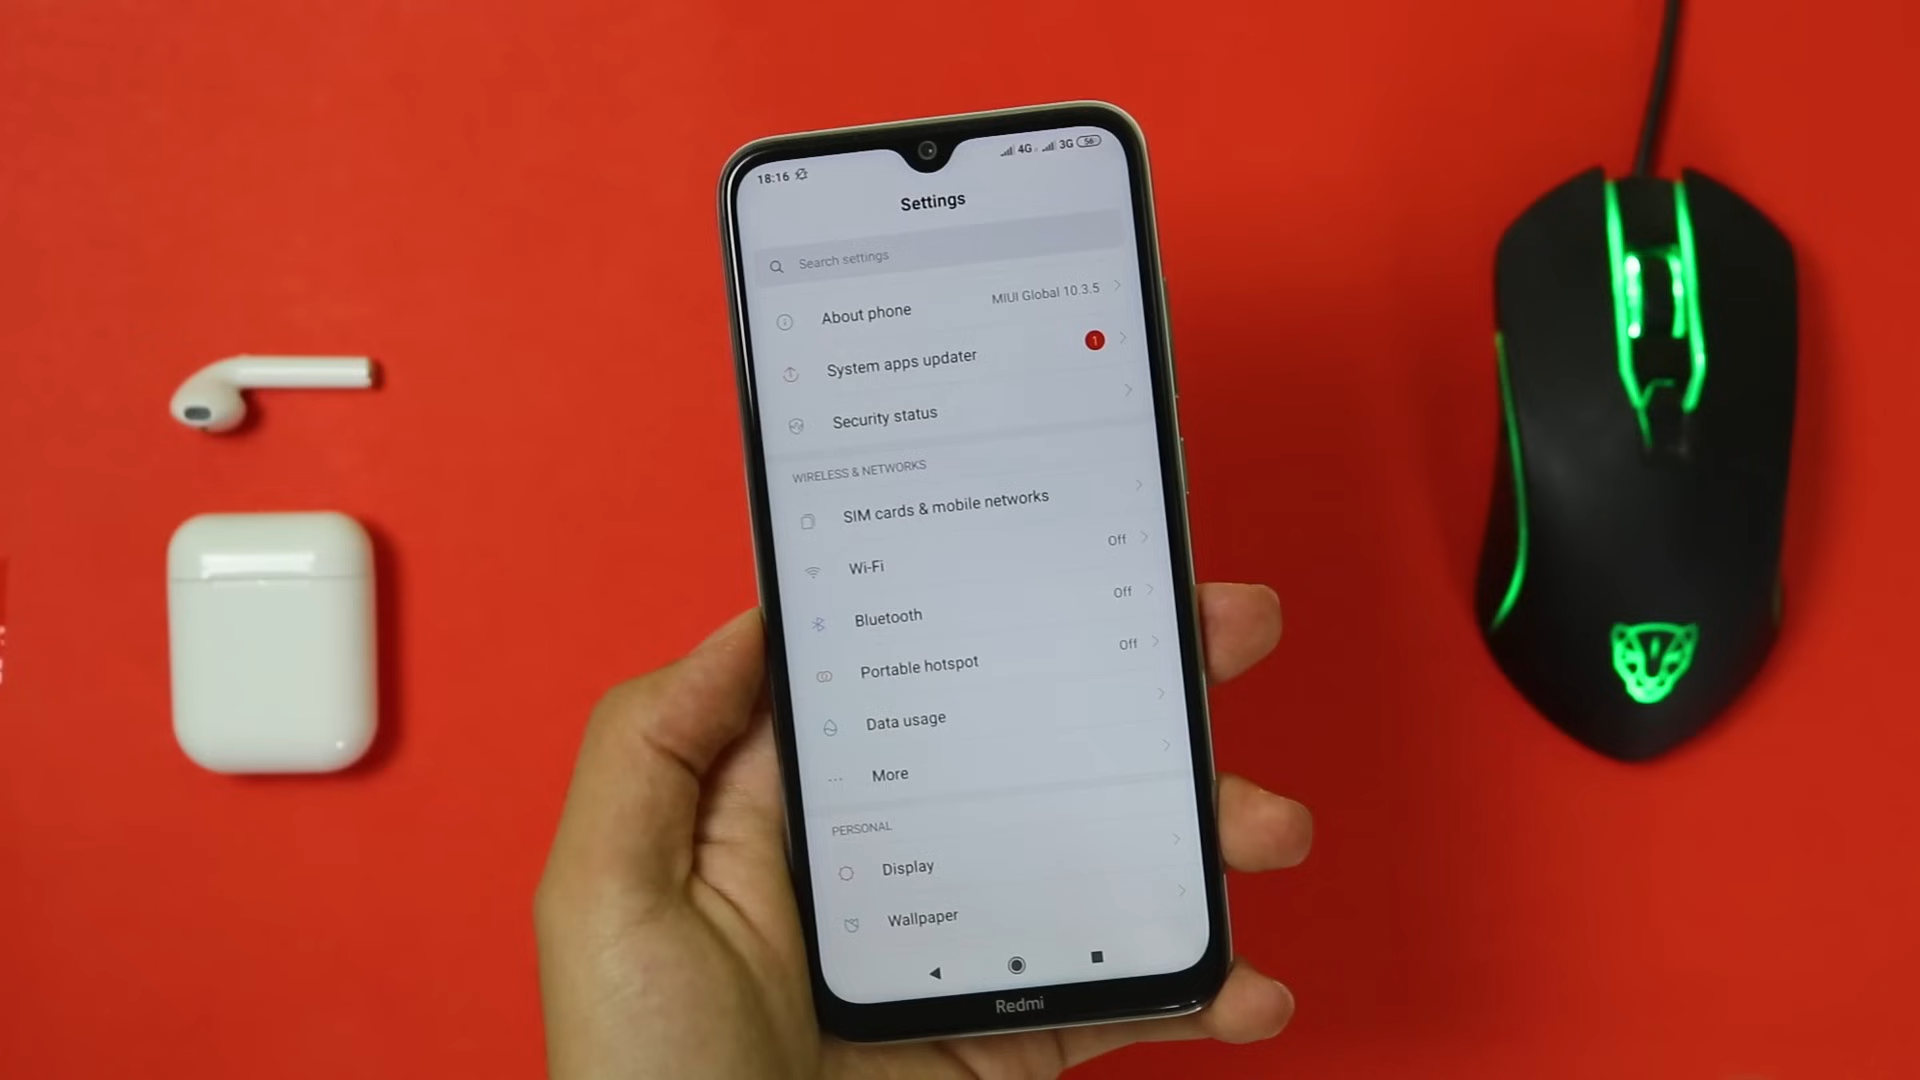 18:16 4G 3G 56
Settings
Search settings
About phone MIUI Global 10.3.5
System apps updater 1
Security status
WIRELESS & NETWORKS
SIM cards & mobile networks
Wi-Fi Off
Bluetooth Off
Portable hotspot Off
Data usage
More
PERSONAL
Display
Wallpaper
Redmi